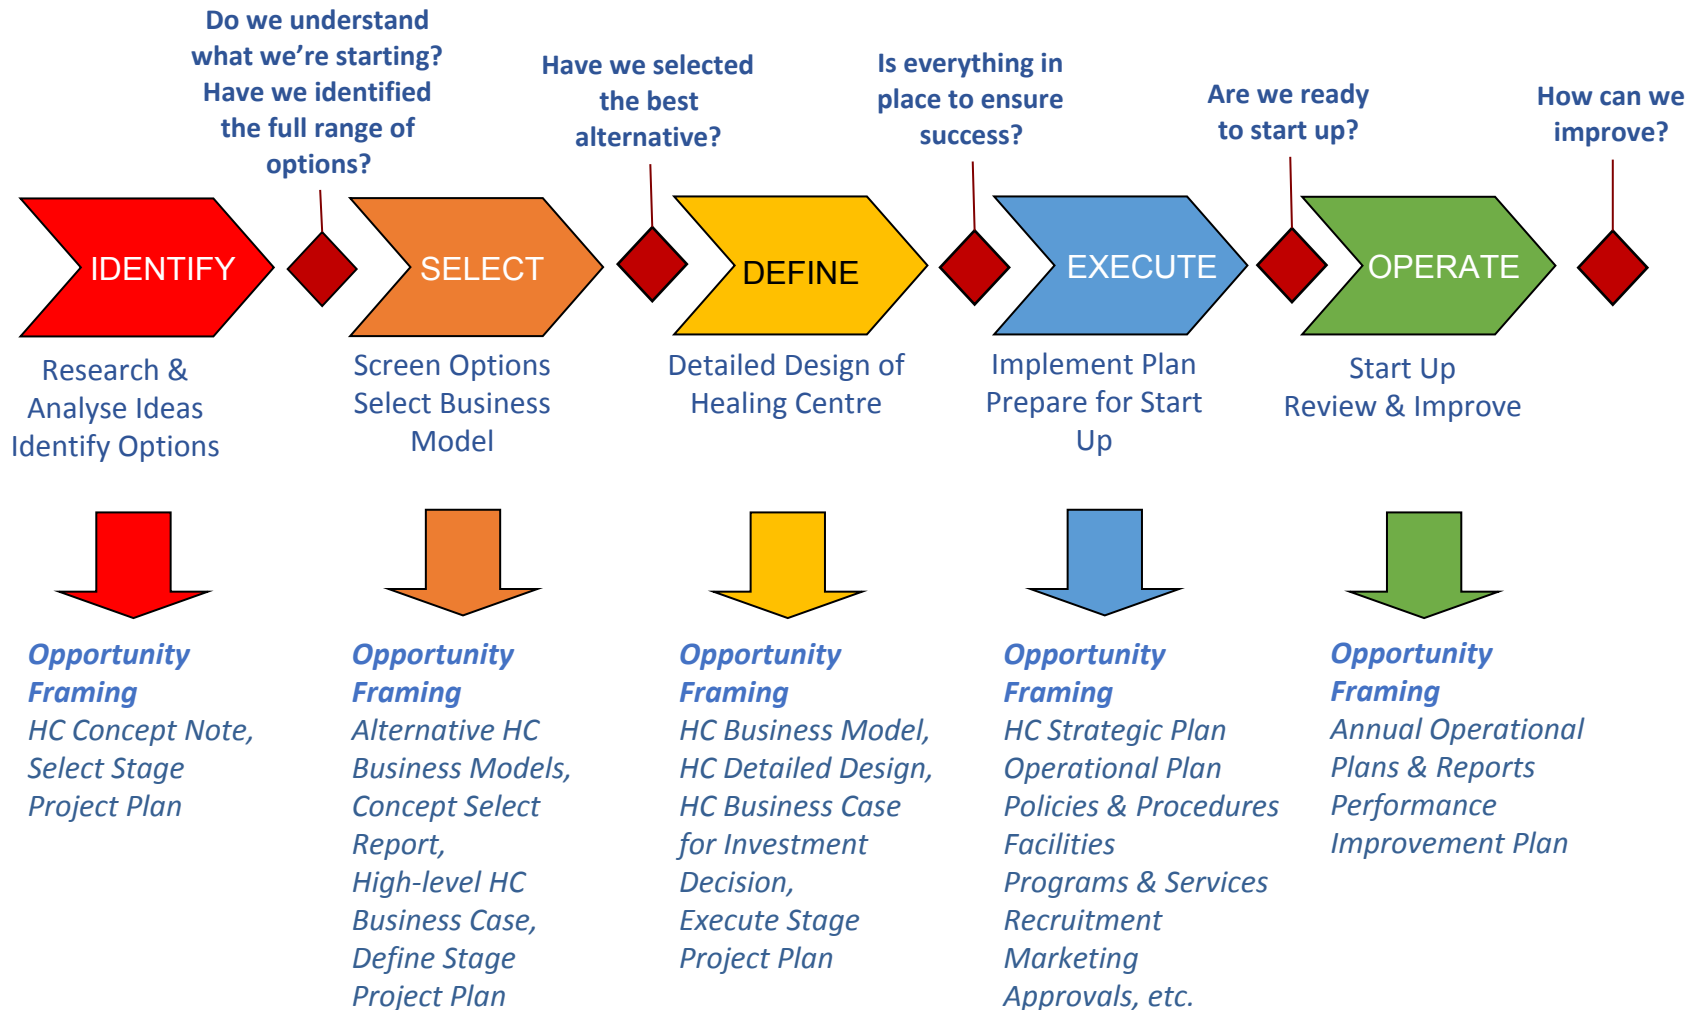 Do we understand
what we’re starting?
Have we identified
the full range of
options?
Have we selected
the best
alternative?
Is everything in
place to ensure
success?
Are we ready
to start up?
How can we
improve?
IDENTIFY
SELECT
DEFINE
EXECUTE
OPERATE
Research &
Analyse Ideas
Identify Options
Screen Options
Select Business
Model
Detailed Design of
Healing Centre
Implement Plan
Prepare for Start
Up
Start Up
Review & Improve
Opportunity
Framing
HC Concept Note,
Select Stage
Project Plan
Opportunity
Framing
Alternative HC
Business Models,
Concept Select
Report,
High-level HC
Business Case,
Define Stage
Project Plan
Opportunity
Framing
HC Business Model,
HC Detailed Design,
HC Business Case
for Investment
Decision,
Execute Stage
Project Plan
Opportunity
Framing
HC Strategic Plan
Operational Plan
Policies & Procedures
Facilities
Programs & Services
Recruitment
Marketing
Approvals, etc.
Opportunity
Framing
Annual Operational
Plans & Reports
Performance
Improvement Plan